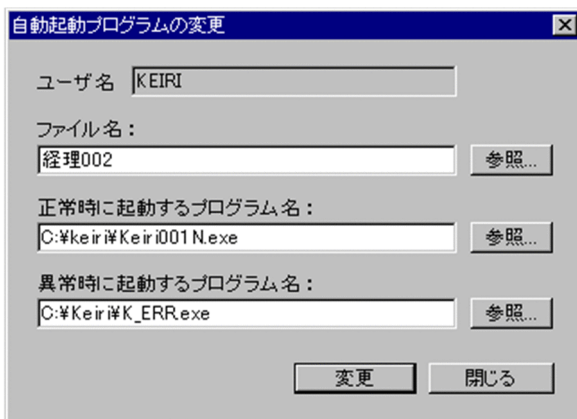 自動起動プログラムの変更
ユーザ名 KEIRI
ファイル名：
経理002 参照...
正常時に起動するプログラム名：
C:¥keiri¥Keiri001N.exe 参照...
異常時に起動するプログラム名：
C:¥Keiri¥K_ERR.exe 参照...
変更 閉じる